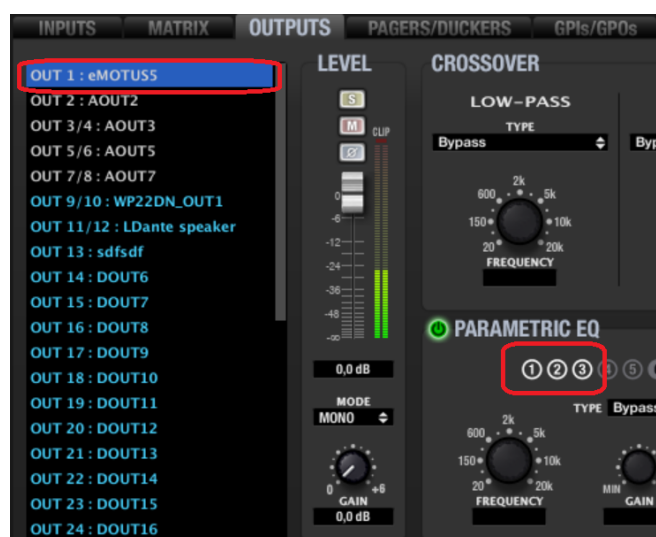 INPUTS MATRIX OUTPUTS PAGERS/DUCKERS GPIs/GPOs
OUT 1 : eMOTUS5
OUT 2 : AOUT2
OUT 3/4 : AOUT3
OUT 5/6 : AOUT5
OUT 7/8 : AOUT7
OUT 9/10 : WP22DN_OUT1
OUT 11/12 : LDante speaker
OUT 13 : sdfsdf
OUT 14 : DOUT6
OUT 15 : DOUT7
OUT 16 : DOUT8
OUT 17 : DOUT9
OUT 18 : DOUT10
OUT 19 : DOUT11
OUT 20 : DOUT12
OUT 21 : DOUT13
OUT 22 : DOUT14
OUT 23 : DOUT15
OUT 24 : DOUT16
LEVEL
S
M
Ø
CLIP
0
-6
-12
-24
-36
-48
-∞
0,0 dB
MODE
MONO
0 +6
GAIN
0,0 dB
CROSSOVER
LOW-PASS
TYPE
Bypass Byp
2k
600 5k
150 10k
20 20k
FREQUENCY
PARAMETRIC EQ
1 2 3 4 5
TYPE Bypass
2k
600 5k
150 10k
20 20k MIN
FREQUENCY GAIN